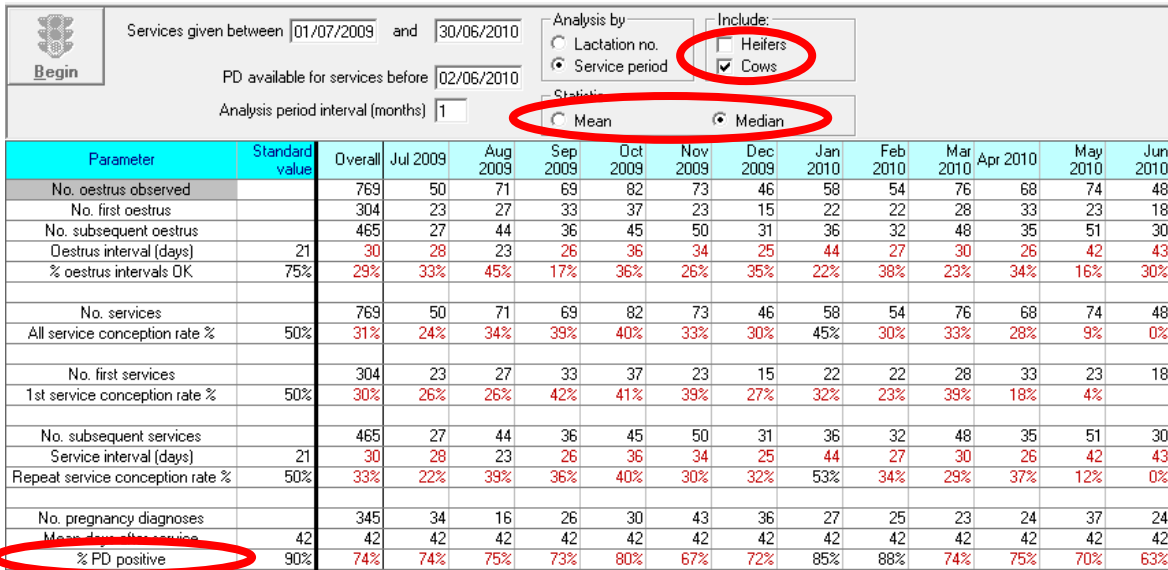 Begin
Services given between 01/07/2009 and 30/06/2010
PD available for services before 02/06/2010
Analysis period interval (months) 1
Analysis by
Lactation no.
Service period
Include:
Heifers
Cows
Mean Median
Parameter Standard value Overall Jul 2009 Aug 2009 Sep 2009 Oct 2009 Nov 2009 Dec 2009 Jan 2010 Feb 2010 Mar 2010 Apr 2010 May 2010 Jun 2010
No. oestrus observed 769 50 71 69 82 73 46 58 54 76 68 74 48
No. first oestrus 304 23 27 33 37 23 15 22 22 28 33 23 18
No. subsequent oestrus 465 27 44 36 45 50 31 36 32 48 35 51 30
Oestrus interval (days) 21 30 28 23 26 36 34 25 44 27 30 26 42 43
% oestrus intervals OK 75% 29% 33% 45% 17% 36% 26% 35% 22% 38% 23% 34% 16% 30%
No. services 769 50 71 69 82 73 46 58 54 76 68 74 48
All service conception rate % 50% 31% 24% 34% 39% 40% 33% 30% 45% 30% 33% 28% 9% 0%
No. first services 304 23 27 33 37 23 15 22 22 28 33 23 18
1st service conception rate % 50% 30% 26% 26% 42% 41% 39% 27% 32% 23% 39% 18% 4%
No. subsequent services 465 27 44 36 45 50 31 36 32 48 35 51 30
Service interval (days) 21 30 28 23 26 36 34 25 44 27 30 26 42 43
Repeat service conception rate % 50% 33% 22% 39% 36% 40% 30% 32% 53% 34% 29% 37% 12% 0%
No. pregnancy diagnoses 345 34 16 26 30 43 36 27 25 23 24 37 24
Mean days after service 42 42 42 42 42 42 42 42 42 42 42 42 42 42
% PD positive 90% 74% 74% 75% 73% 80% 67% 72% 85% 88% 74% 75% 70% 63%